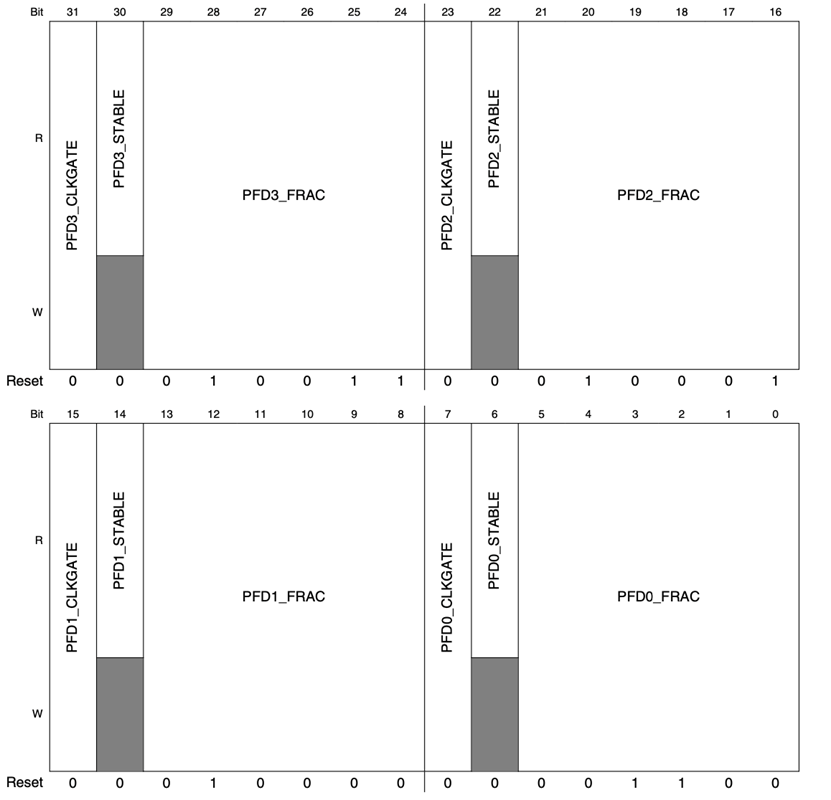 Bit 31 30 29 28 27 26 25 24 23 22 21 20 19 18 17 16
R
W
PFD3_CLKGATE
PFD3_STABLE
PFD3_FRAC
PFD2_CLKGATE
PFD2_STABLE
PFD2_FRAC
Reset 0 0 0 1 0 0 1 1 0 0 0 1 0 0 0 1
Bit 15 14 13 12 11 10 9 8 7 6 5 4 3 2 1 0
R
W
PFD1_CLKGATE
PFD1_STABLE
PFD1_FRAC
PFD0_CLKGATE
PFD0_STABLE
PFD0_FRAC
Reset 0 0 0 1 0 0 0 0 0 0 0 0 1 1 0 0